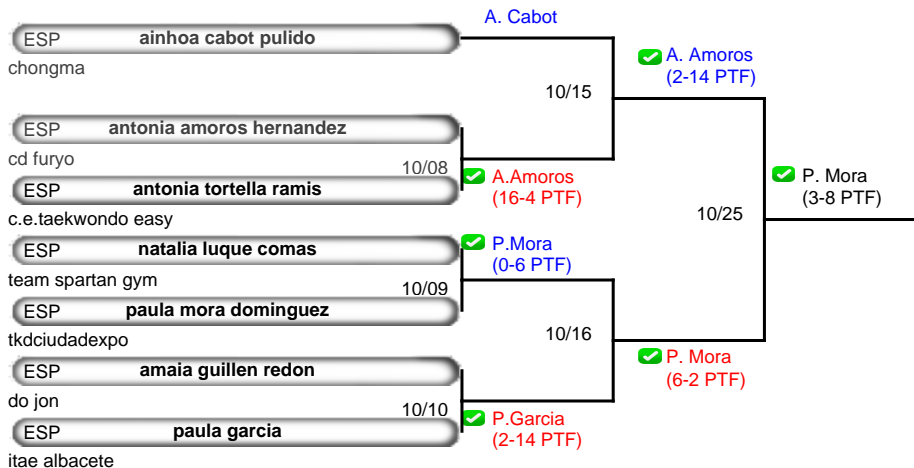 A. Cabot
ESP ainhoa cabot pulido
chongma
A. Amoros
(2-14 PTF)
10/15
ESP antonia amoros hernandez
cd furyo
10/08
A.Amoros
(16-4 PTF)
ESP antonia tortella ramis
c.e.taekwondo easy
P. Mora
(3-8 PTF)
10/25
ESP natalia luque comas
team spartan gym
P.Mora
(0-6 PTF)
10/09
ESP paula mora dominguez
tkdciudadexpo
10/16
P. Mora
(6-2 PTF)
ESP amaia guillen redon
do jon
10/10
P.Garcia
(2-14 PTF)
ESP paula garcia
itae albacete